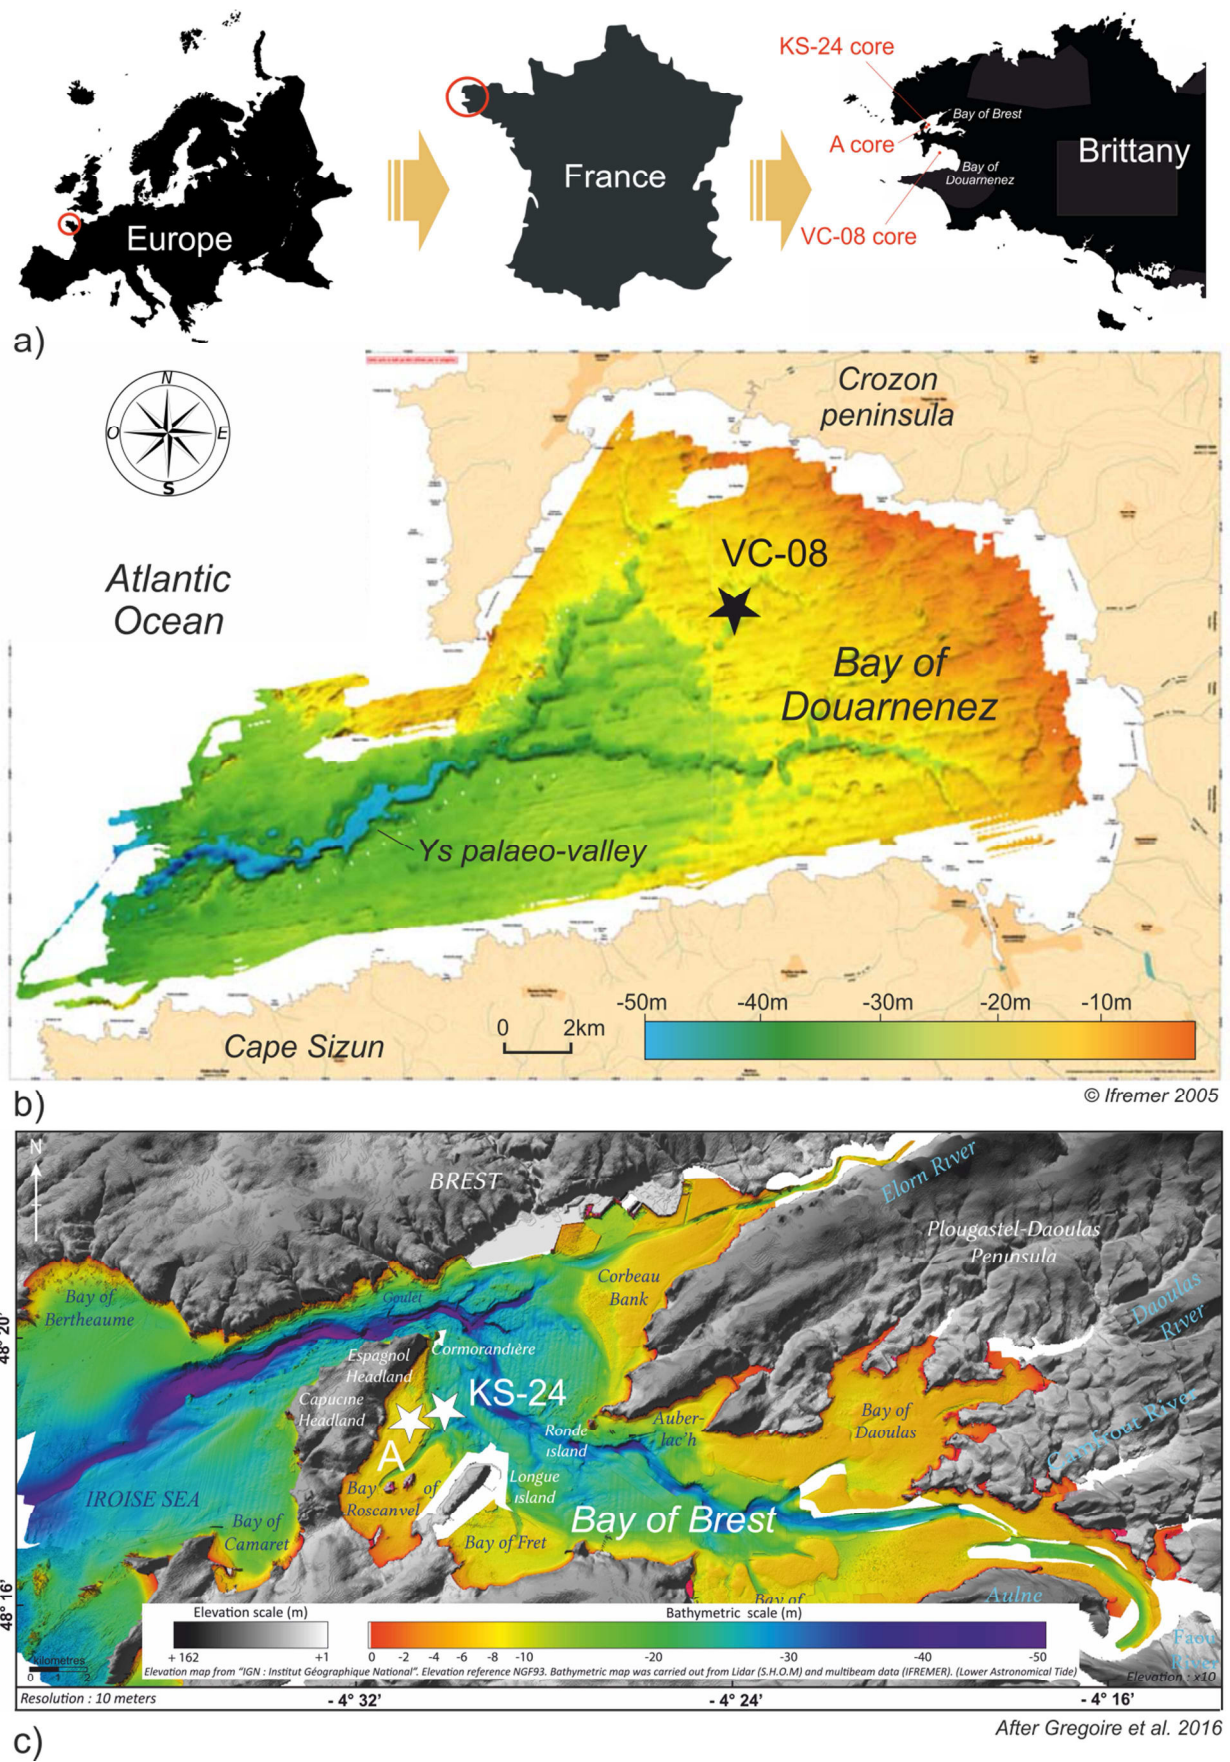 KS-24 core
Bay of Brest
A core
Bay of
Douarnenez
VC-08 core
Brittany
France
Europe
a)
N
O
E
S
Crozon
peninsula
Atlantic
Ocean
VC-08
Bay of
Douarnenez
Ys palaeo-valley
-50m
-40m
-30m
-20m
-10m
0
2km
Cape Sizun
© Ifremer 2005
b)
N
BREST
Elorn River
Plougastel-Daoulas
Peninsula
Daoulas
River
Corbeau
Bank
Bay of
Bertheaume
Goulet
48° 20'
Cormorandière
Espagnol
Headland
Capucine
Headland
KS-24
A
Ronde
island
Auber-
lac'h
Bay of
Daoulas
Camfrout River
Bay of
Roscanvel
Longue
island
IROISE SEA
Bay of
Camaret
Bay of Fret
Bay of Brest
48° 16'
Bay of
Aulne
Faou
River
Elevation scale (m)
+ 162
+1
Bathymetric scale (m)
0 -2 -4 -6 -8 -10 -20 -30 -40 -50
kilometres
0 1 2
Elevation map from "IGN : Institut Géographique National". Elevation reference NGF93. Bathymetric map was carried out from Lidar (S.H.O.M) and multibeam data (IFREMER). (Lower Astronomical Tide)
Elevation : x10
Resolution : 10 meters
- 4° 32'
- 4° 24'
- 4° 16'
After Gregoire et al. 2016
c)